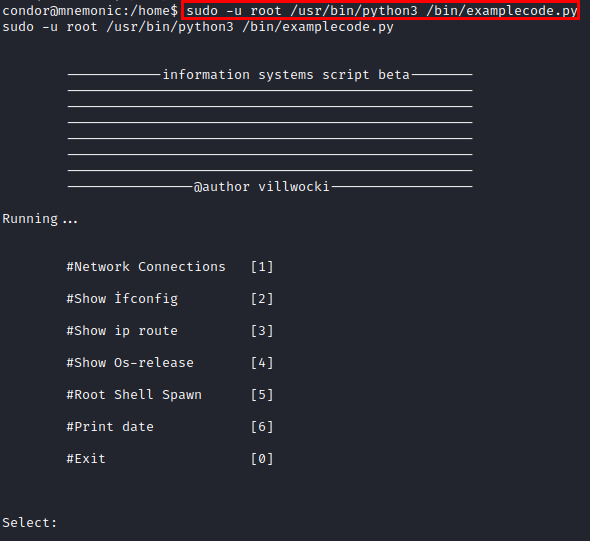 condor@mnemonic:/home$ sudo -u root /usr/bin/python3 /bin/examplecode.py
sudo -u root /usr/bin/python3 /bin/examplecode.py
------------information systems script beta--------
---------------------------------------------------
---------------------------------------------------
---------------------------------------------------
---------------------------------------------------
---------------------------------------------------
---------------------------------------------------
----------------@author villwocki------------------
Running...
#Network Connections [1]
#Show İfconfig [2]
#Show ip route [3]
#Show Os-release [4]
#Root Shell Spawn [5]
#Print date [6]
#Exit [0]
Select: